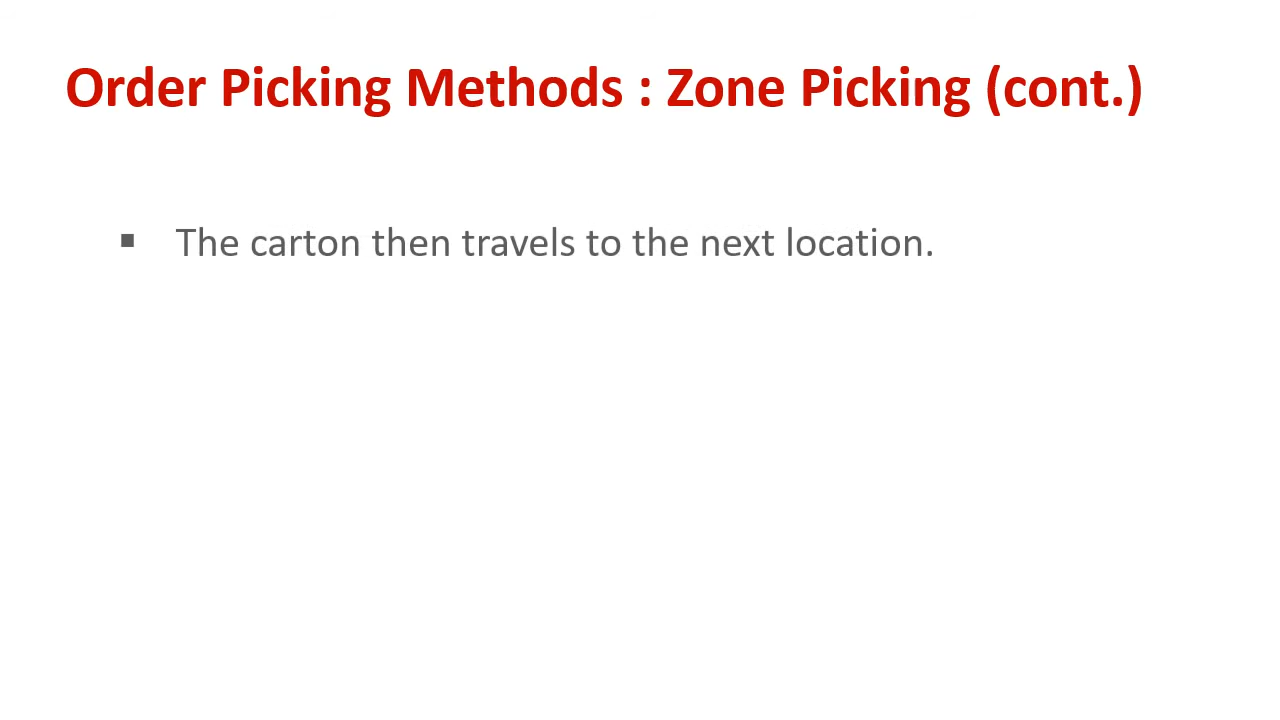 Order Picking Methods : Zone Picking (cont.)
▪ The carton then travels to the next location.